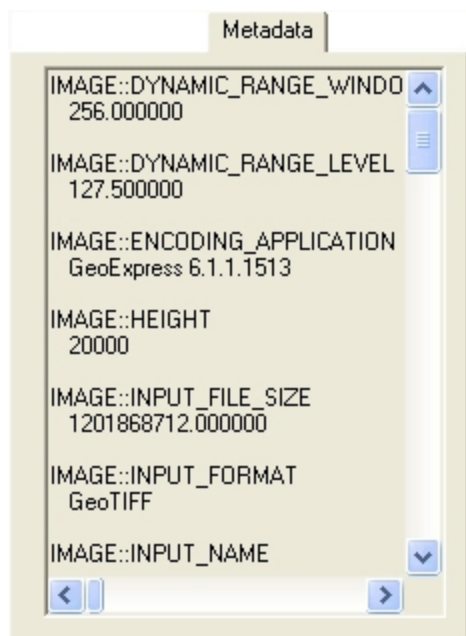 Metadata
IMAGE::DYNAMIC_RANGE_WINDO
256.000000
IMAGE::DYNAMIC_RANGE_LEVEL
127.500000
IMAGE::ENCODING_APPLICATION
GeoExpress 6.1.1.1513
IMAGE::HEIGHT
20000
IMAGE::INPUT_FILE_SIZE
1201868712.000000
IMAGE::INPUT_FORMAT
GeoTIFF
IMAGE::INPUT_NAME